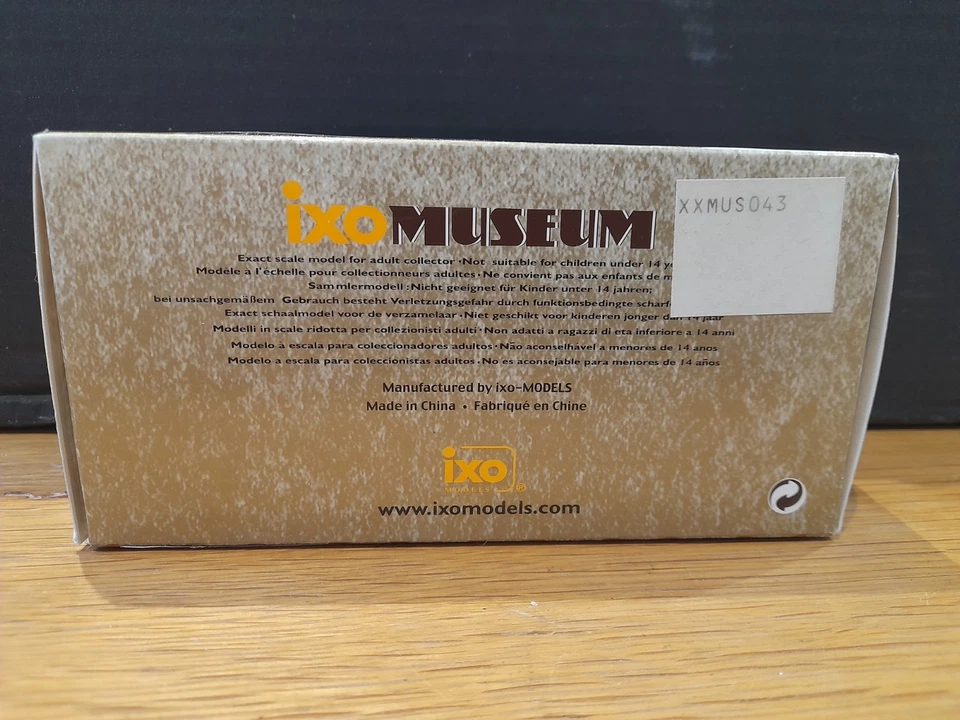 ixo MUSEUM
XXMUS043
Exact scale model for adult collector • Not suitable for children under 14
Modèle à l'échelle pour collectionneurs adultes • Ne convient pas aux enfants de
Sammlermodell : Nicht geeignet für Kinder unter 14 jahren;
bei unsachgemäßem Gebrauch besteht Verletzungsgefahr durch funktionsbedingte
Exact schaalmodel voor de verzamelaar • Niet geschikt voor kinderen jonger dan 14 jaar
Modelli in scale ridotta per collezionisti adulti • Non adatti a ragazzi di eta inferiore a 14 anni
Modelo à escala para coleccionadores adultos • Não aconselhável a menores de 14 anos
Modelo a escala para coleccionistas adultos • No es aconsejable para menores de 14 años
Manufactured by ixo-MODELS
Made in China • Fabriqué en Chine
ixo
MODELS
www.ixomodels.com